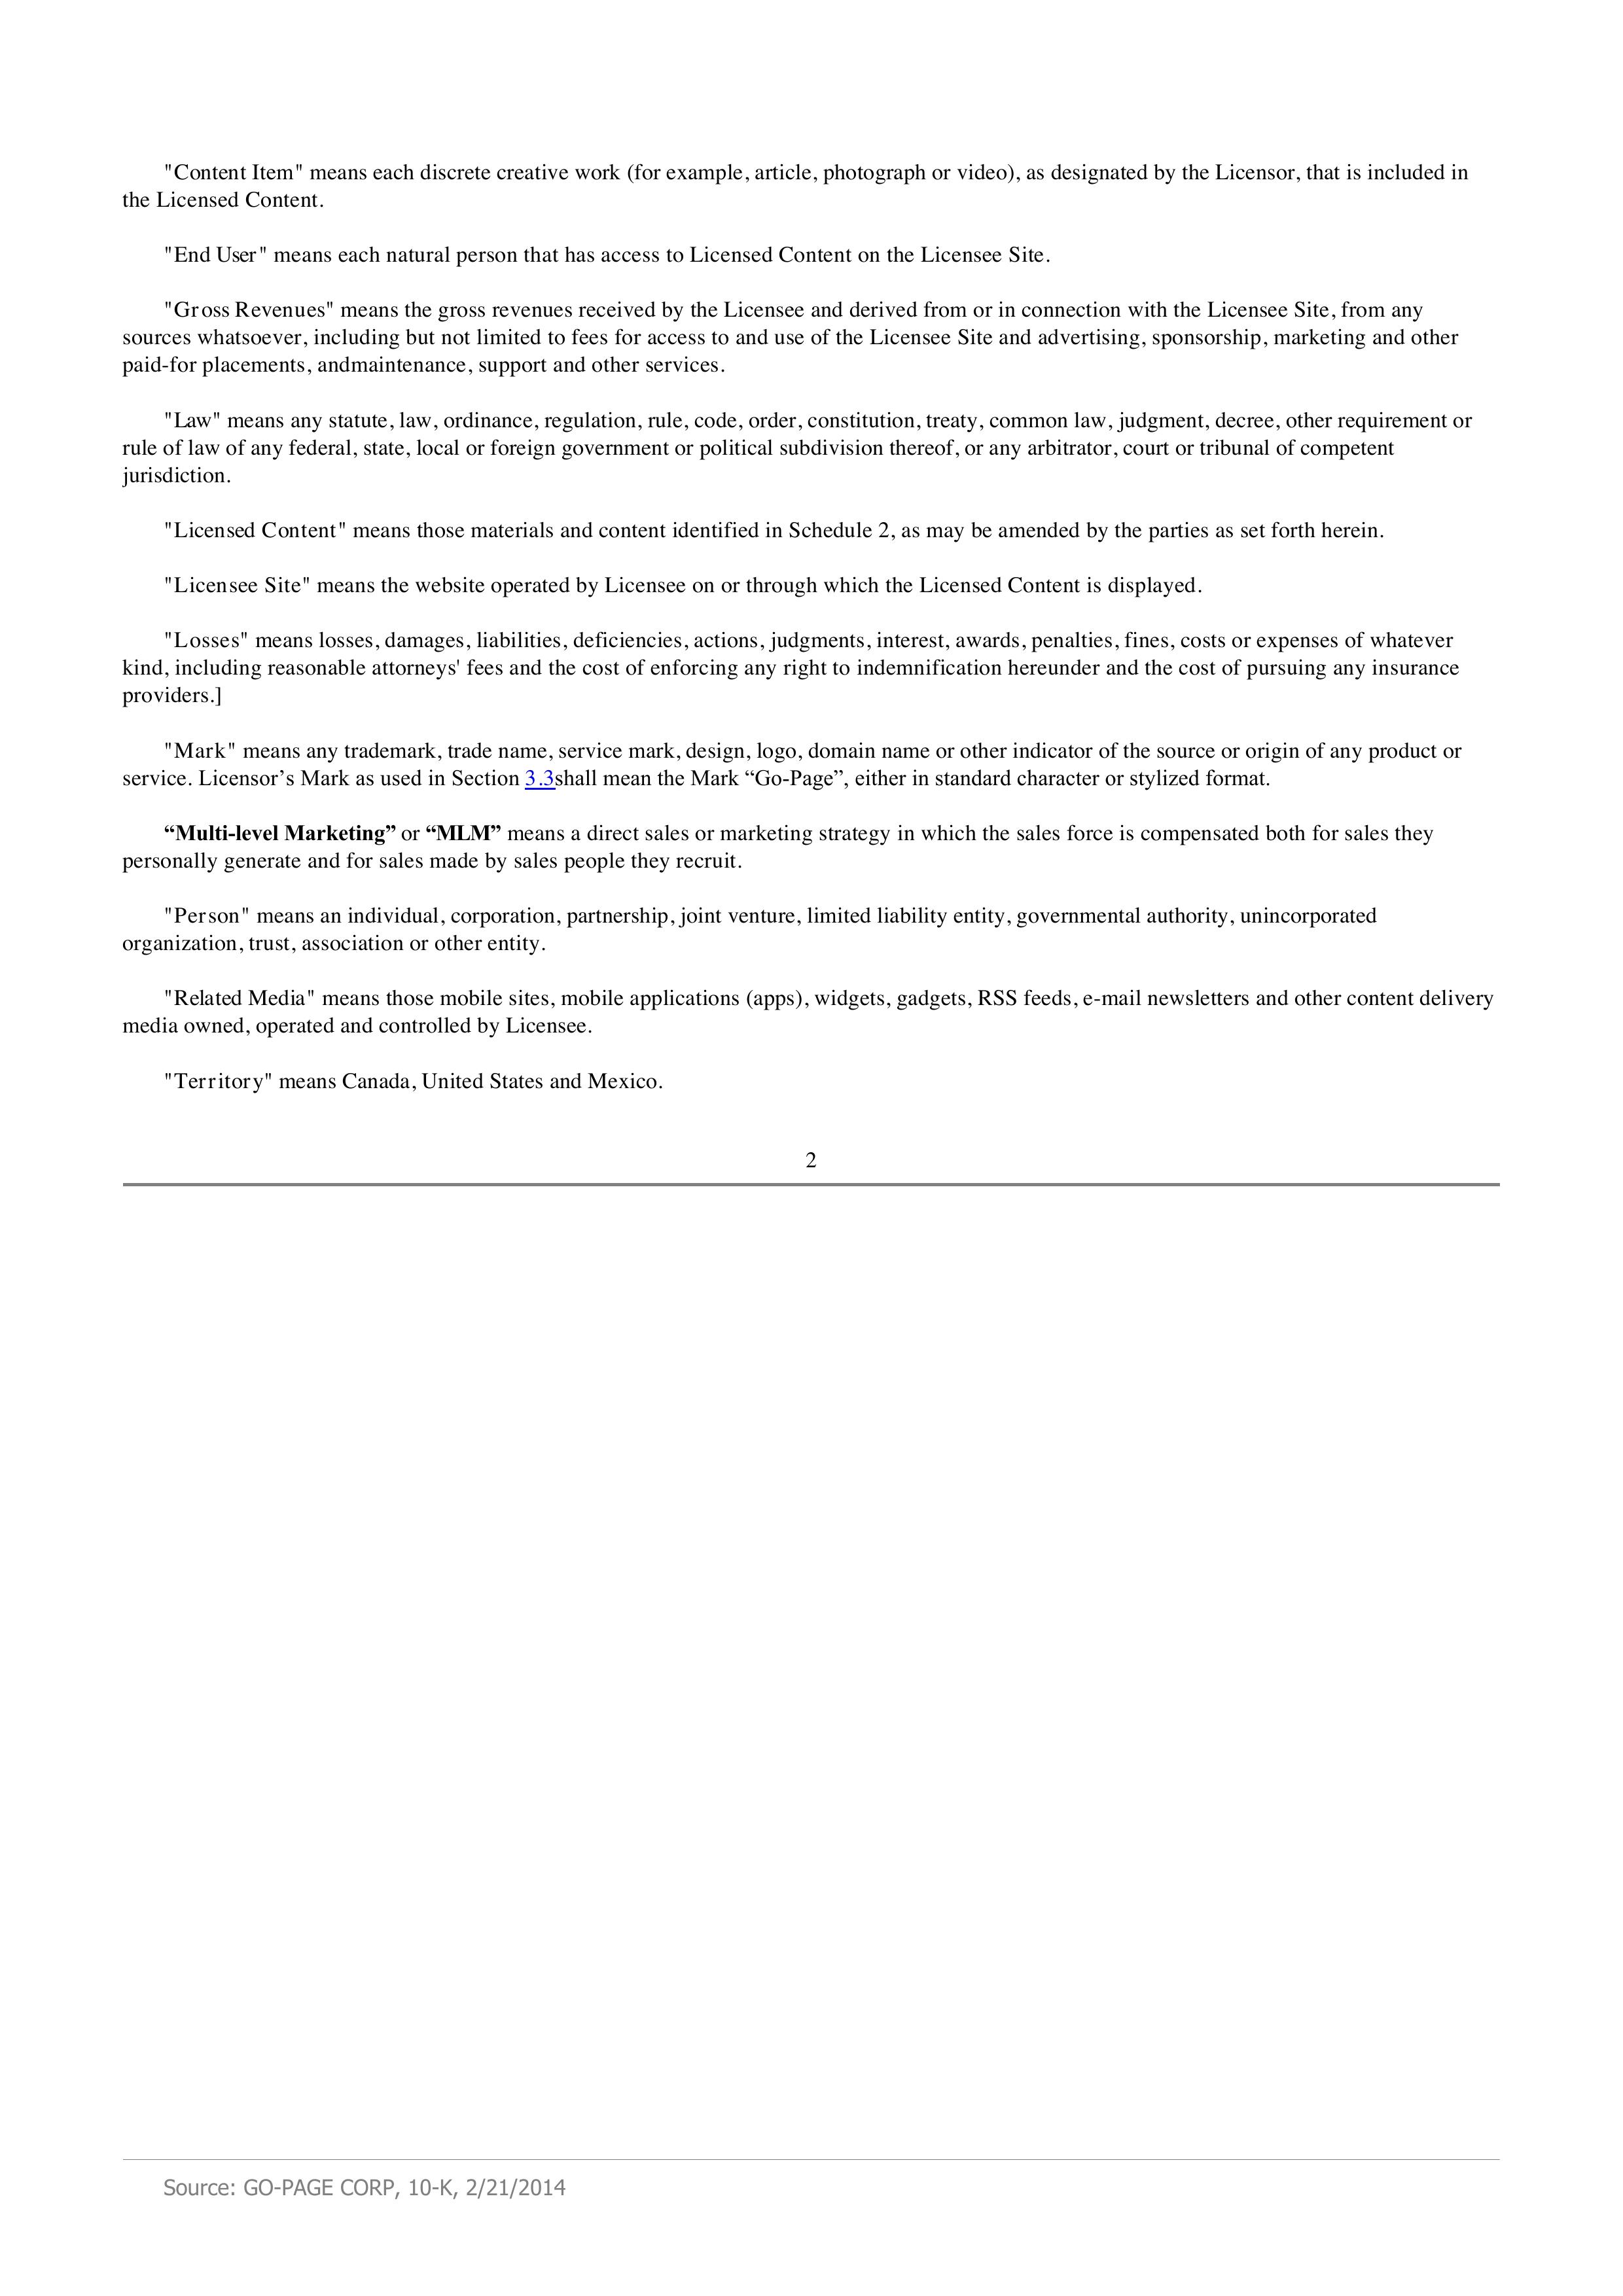 "Content Item" means each discrete creative work (for example, article, photograph or video), as designated by the Licensor, that is included in
the Licensed Content.
"End User" means each natural person that has access to Licensed Content on the Licensee Site.
"Gross Revenues" means the gross revenues received by the Licensee and derived from or in connection with the Licensee Site, from any
sources whatsoever, including but not limited to fees for access to and use of the Licensee Site and advertising, sponsorship, marketing and other
paid-for placements, andmaintenance, support and other services.
"Law" means any statute, law, ordinance, regulation, rule, code, order, constitution, treaty, common law, judgment, decree, other requirement or
rule of law of any federal, state, local or foreign government or political subdivision thereof, or any arbitrator, court or tribunal of competent
jurisdiction.
"Licensed Content" means those materials and content identified in Schedule 2, as may be amended by the parties as set forth herein.
"Licensee Site" means the website operated by Licensee on or through which the Licensed Content is displayed.
"Losses" means losses, damages, liabilities, deficiencies, actions, judgments, interest, awards, penalties, fines, costs or expenses of whatever
kind, including reasonable attorneys' fees and the cost of enforcing any right to indemnification hereunder and the cost of pursuing any insurance
providers.]
"Mark" means any trademark, trade name, service mark, design, logo, domain name or other indicator of the source or origin of any product or
service. Licensor’s Mark as used in Section 3.3shall mean the Mark “Go-Page”, either in standard character or stylized format.
“Multi-level Marketing” or “MLM” means a direct sales or marketing strategy in which the sales force is compensated both for sales they
personally generate and for sales made by sales people they recruit.
"Person" means an individual, corporation, partnership, joint venture, limited liability entity, governmental authority, unincorporated
organization, trust, association or other entity.
"Related Media" means those mobile sites, mobile applications (apps), widgets, gadgets, RSS feeds, e-mail newsletters and other content delivery
media owned, operated and controlled by Licensee.
"Territory" means Canada, United States and Mexico.
2
Source: GO-PAGE CORP, 10-K, 2/21/2014